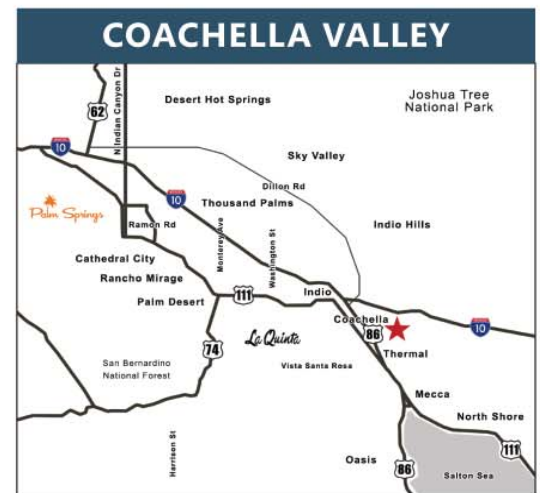 COACHELLA VALLEY
N Indian Canyon Dr
62
Desert Hot Springs
Joshua Tree
National Park
10
Sky Valley
Dillon Rd
10
Thousand Palms
Palm Springs
Ramon Rd
Monterey Ave
Washington St
Indio Hills
Cathedral City
Rancho Mirage
Palm Desert
111
Indio
Coachella
86
10
74
La Quinta
Thermal
San Bernardino
National Forest
Vista Santa Rosa
Mecca
North Shore
Harrison St
Oasis
86
111
Salton Sea